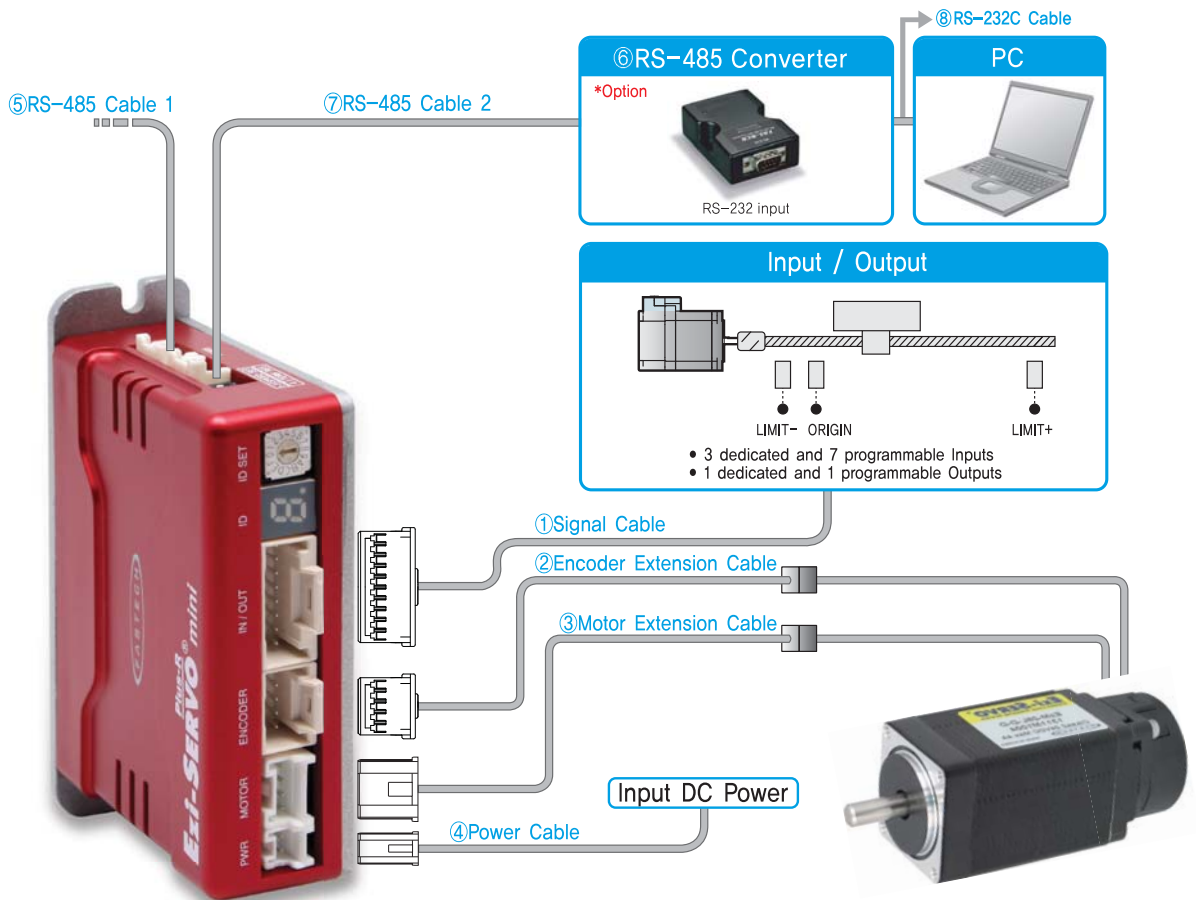 ⑧RS-232C Cable
⑤RS-485 Cable 1
⑦RS-485 Cable 2
⑥RS-485 Converter
*Option
RS-232 input
PC
Input / Output
LIMIT- ORIGIN LIMIT+
• 3 dedicated and 7 programmable Inputs
• 1 dedicated and 1 programmable Outputs
①Signal Cable
②Encoder Extension Cable
③Motor Extension Cable
Input DC Power
④Power Cable
ID SET
ID
IN / OUT
ENCODER
MOTOR
PWR
FASTECH
Ezi-SERVO® Plus-R mini
Ezi-SERVO